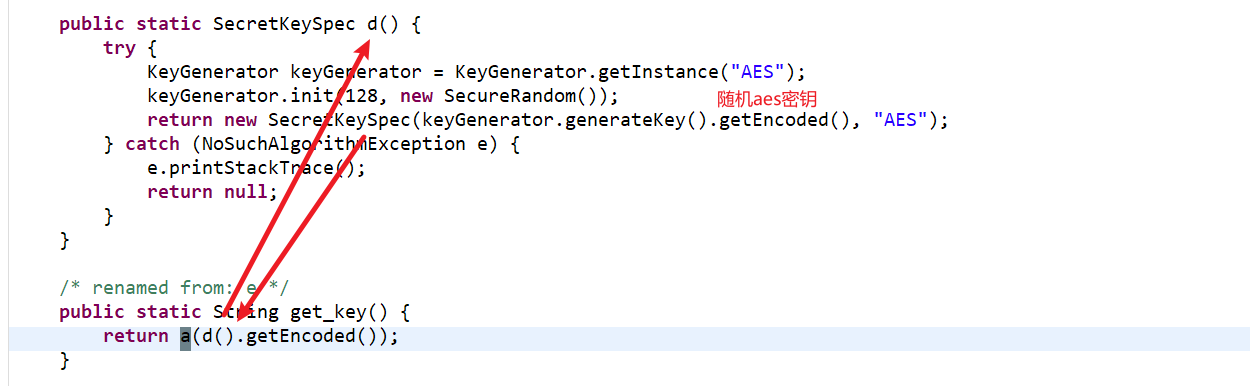 public static SecretKeySpec d() {
try {
KeyGenerator keyGenerator = KeyGenerator.getInstance("AES");
keyGenerator.init(128, new SecureRandom());
随机aes密钥
return new SecretKeySpec(keyGenerator.generateKey().getEncoded(), "AES");
} catch (NoSuchAlgorithmException e) {
e.printStackTrace();
return null;
}
}
/* renamed from: e */
public static String get_key() {
return a(d().getEncoded());
}